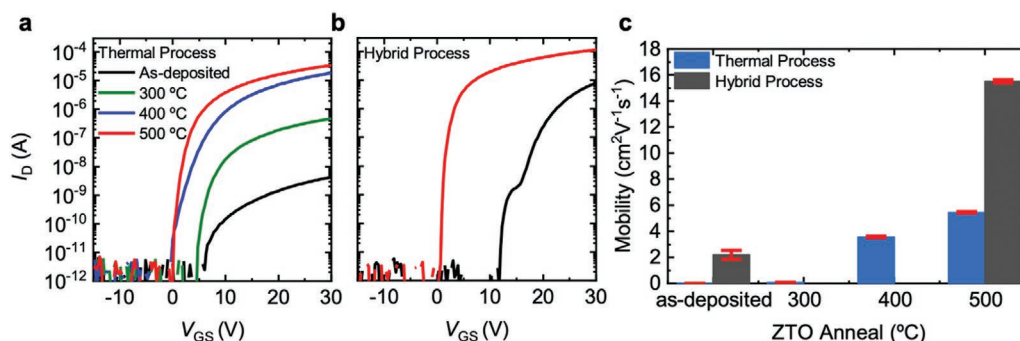 a
Thermal Process
As-deposited
300 ºC
400 ºC
500 ºC
I_D (A)
10⁻⁴
10⁻⁵
10⁻⁶
10⁻⁷
10⁻⁸
10⁻⁹
10⁻¹⁰
10⁻¹¹
10⁻¹²
-10 0 10 20 30
V_GS (V)
b
Hybrid Process
-10 0 10 20 30
V_GS (V)
c
Thermal Process
Hybrid Process
Mobility (cm²V⁻¹s⁻¹)
18
16
14
12
10
8
6
4
2
0
as-deposited 300 400 500
ZTO Anneal (ºC)